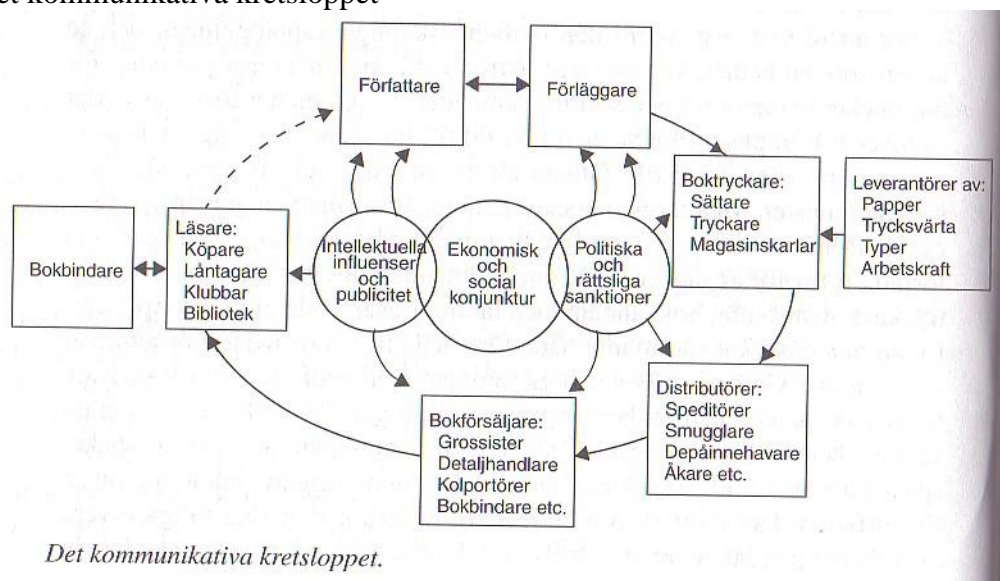 et kommunikativa kretsloppet
Författare
Förläggare
Boktryckare:
Sättare
Tryckare
Magasinskarlar
Leverantörer av:
Papper
Trycksvärta
Typer
Arbetskraft
Bokbindare
Läsare:
Köpare
Låntagare
Klubbar
Bibliotek
Intellektuella
influenser
och
publicitet
Ekonomisk
och
social
konjunktur
Politiska
och
rättsliga
sanktioner
Distributörer:
Speditörer
Smugglare
Depåinnehavare
Åkare etc.
Bokförsäljare:
Grossister
Detaljhandlare
Kolportörer
Bokbindare etc.
Det kommunikativa kretsloppet.